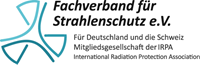 Fachverband für
Strahlenschutz e.V.
Für Deutschland und die Schweiz
Mitgliedsgesellschaft der IRPA
International Radiation Protection Association